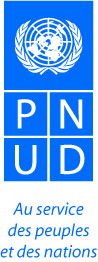 P N
U D
Au service
des peuples
et des nations